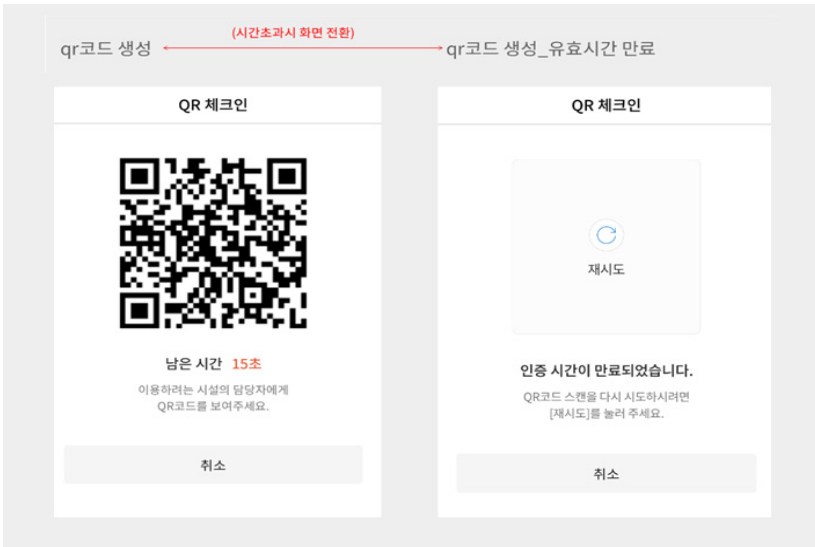 (시간초과시 화면 전환)
qr코드 생성
qr코드 생성_유효시간 만료
QR 체크인
남은 시간 15초
이용하려는 시설의 담당자에게
QR코드를 보여주세요.
취소
QR 체크인
재시도
인증 시간이 만료되었습니다.
QR코드 스캔을 다시 시도하시려면
[재시도]를 눌러 주세요.
취소